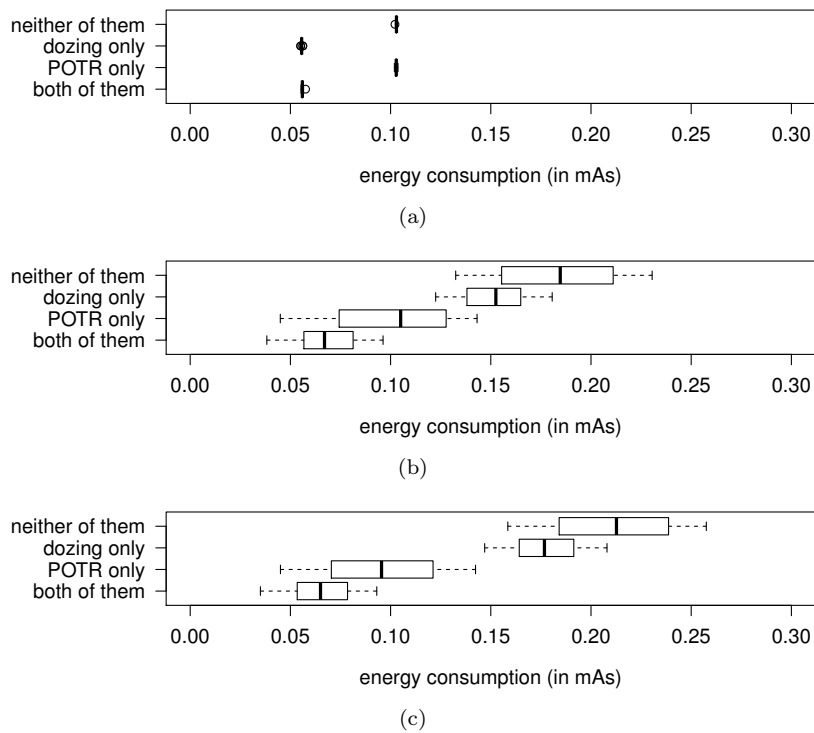 neither of them
dozing only
POTR only
both of them
0.00 0.05 0.10 0.15 0.20 0.25 0.30
energy consumption (in mAs)
(a)
neither of them
dozing only
POTR only
both of them
0.00 0.05 0.10 0.15 0.20 0.25 0.30
energy consumption (in mAs)
(b)
neither of them
dozing only
POTR only
both of them
0.00 0.05 0.10 0.15 0.20 0.25 0.30
energy consumption (in mAs)
(c)